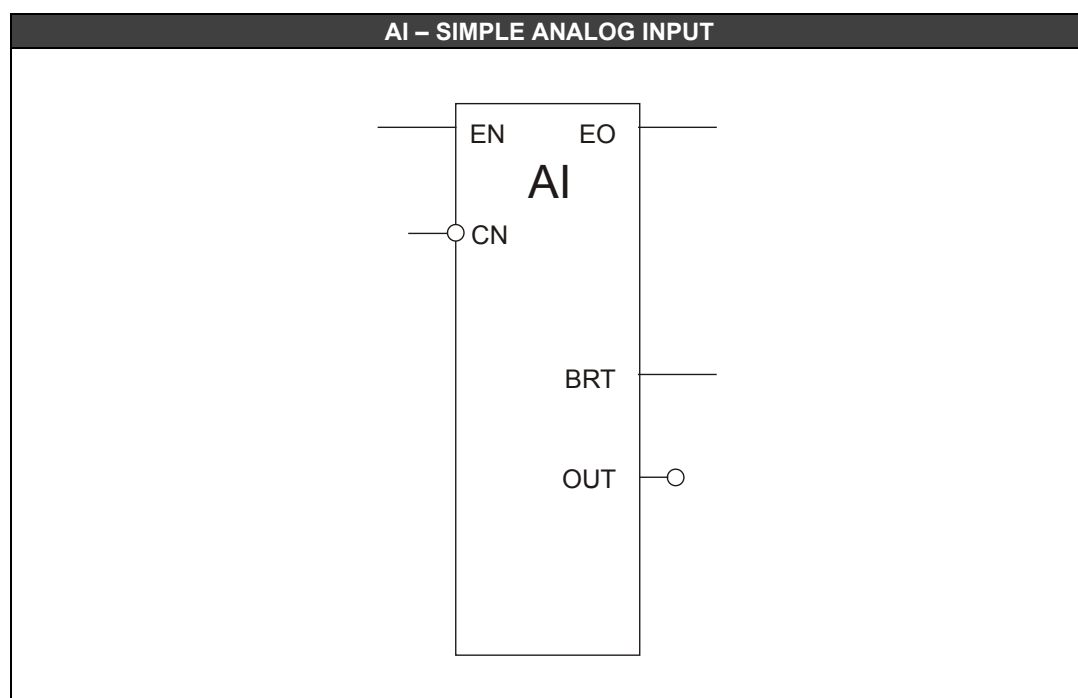 AI – SIMPLE ANALOG INPUT
EN EO
AI
CN
BRT
OUT